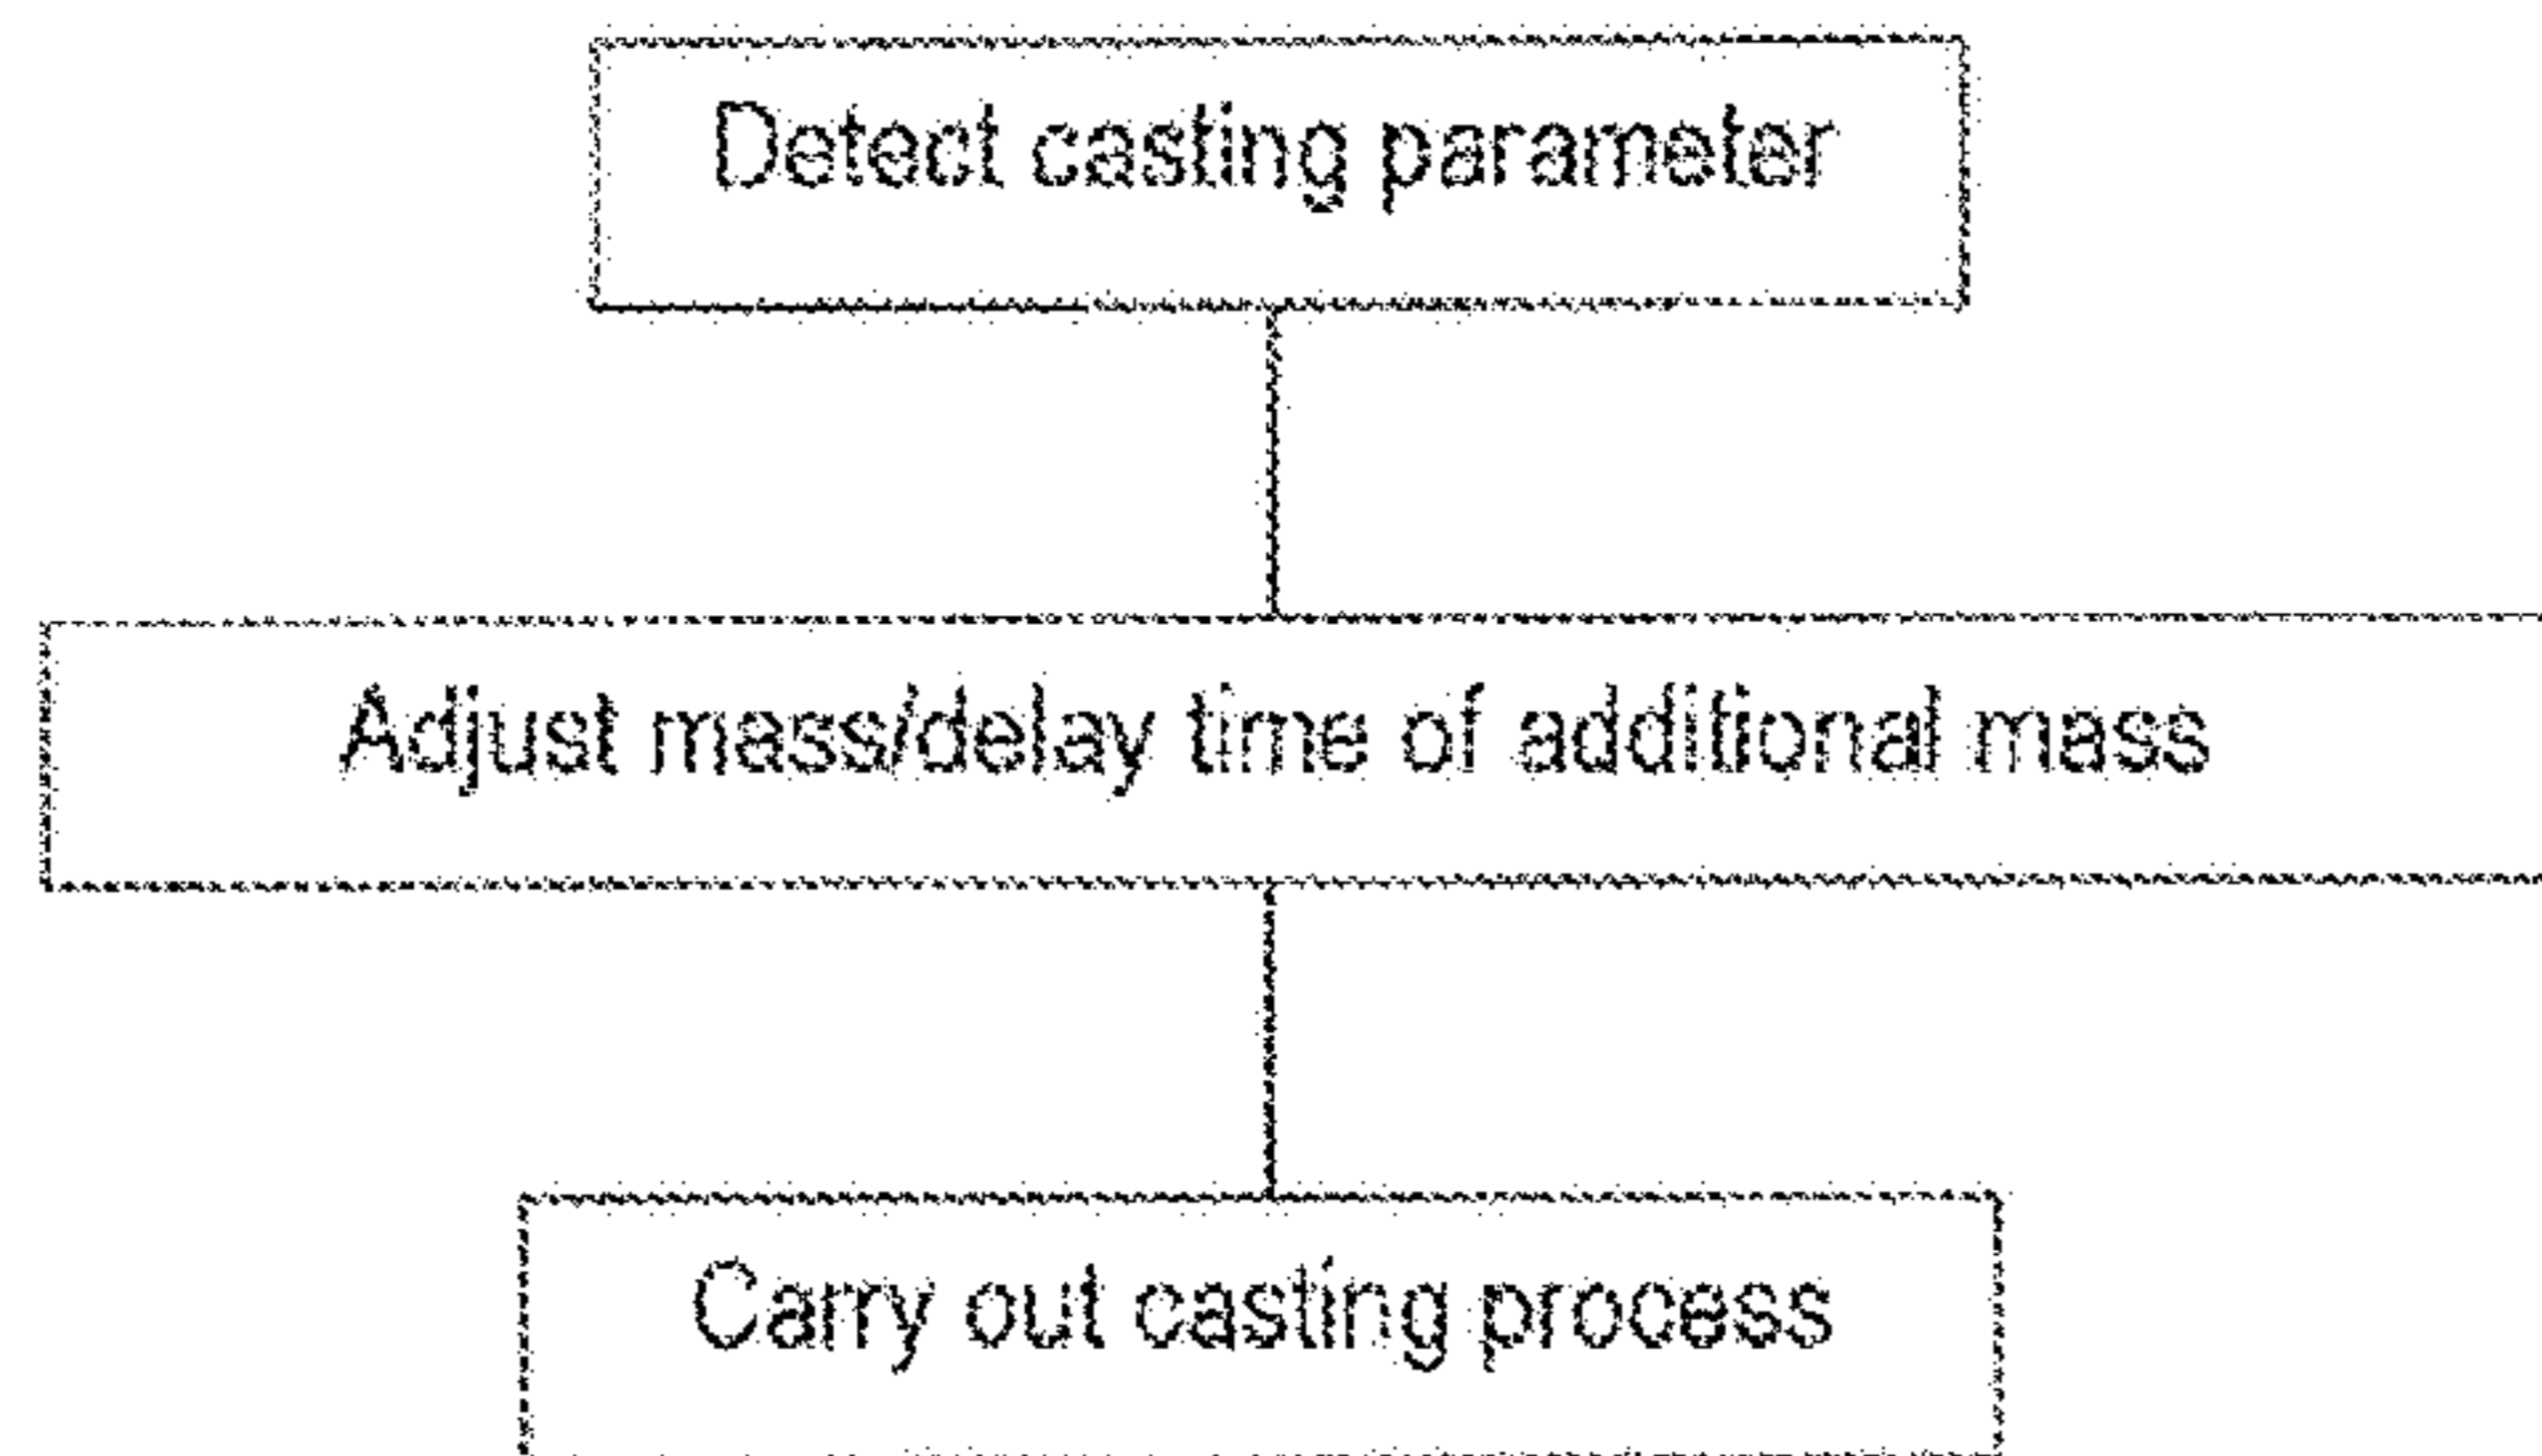 Detect casting parameter
Adjust mass/delay time of additional mass
Carry out casting process